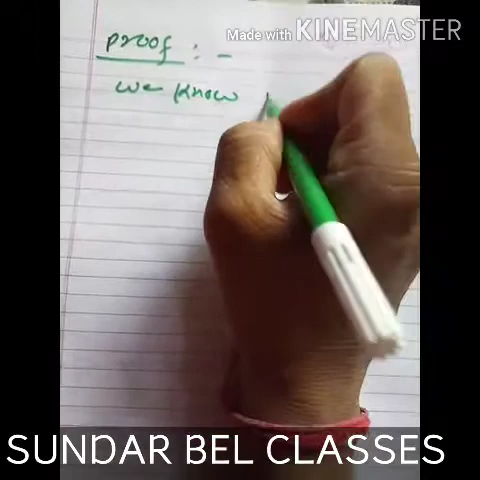 Made with KINEMASTER
proof : -
we know
SUNDAR BEL CLASSES